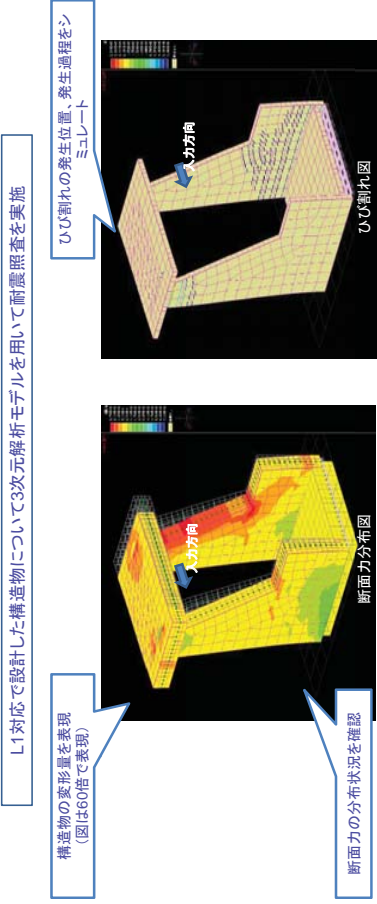 L1対応で設計した構造物について3次元解析モデルを用いて耐震照査を実施
構造物の変形量を表現
（図は60倍で表現）
ひび割れの発生位置、発生過程をシ
ミュレート
入力方向
入力方向
断面力の分布状況を確認
断面力分布図
ひび割れ図